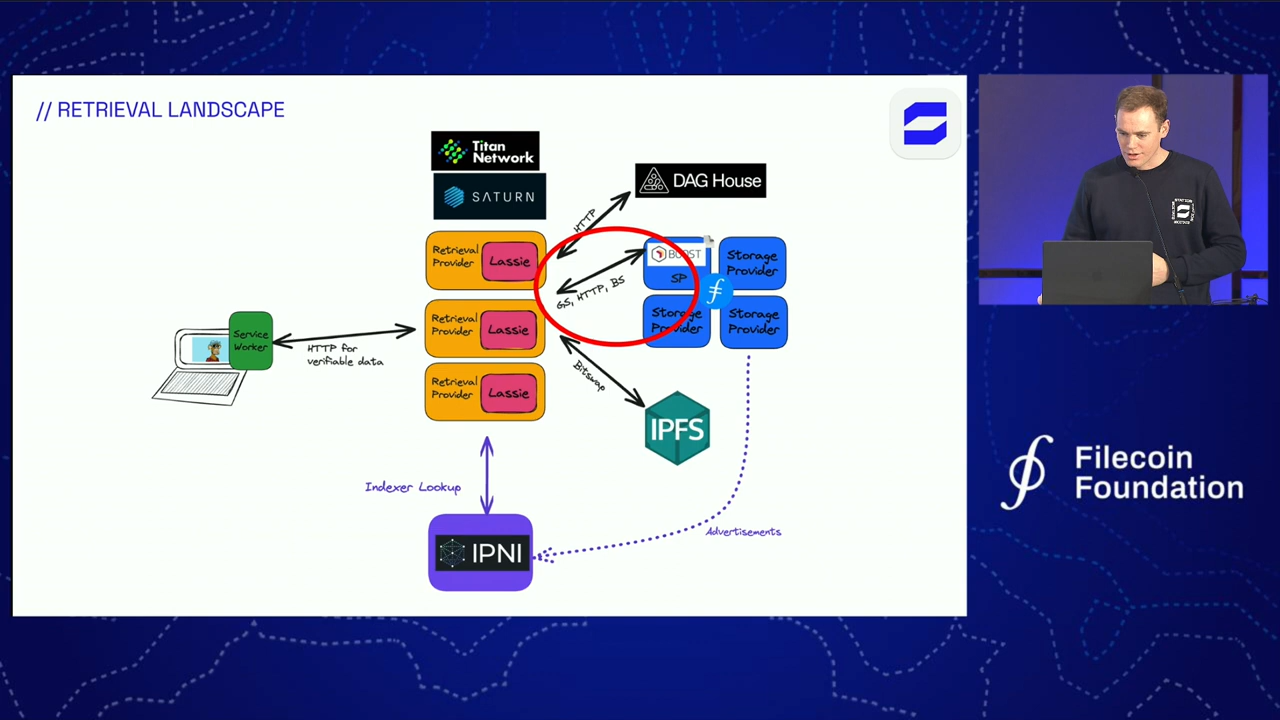 // RETRIEVAL LANDSCAPE
Titan
Network
SATURN
DAG House
HTTP
Retrieval
Provider
Lassie
BOOST
SP
Storage
Provider
GS, HTTP, BS
Retrieval
Provider
Lassie
Storage
Provider
Storage
Provider
Service
Worker
HTTP for
verifiable data
Bitswap
Retrieval
Provider
Lassie
IPFS
Indexer Lookup
IPNI
Advertisements
Filecoin
Foundation